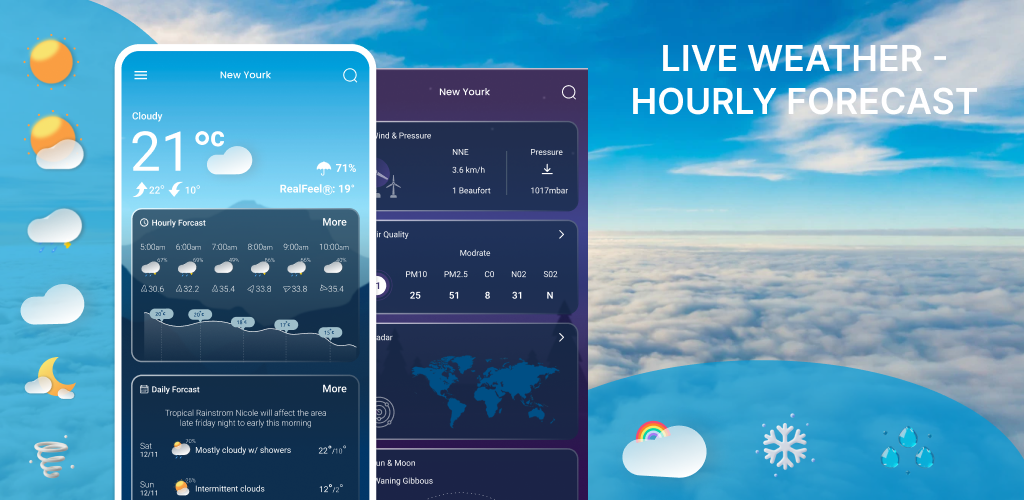 LIVE WEATHER -
HOURLY FORECAST
New Yourk
Cloudy
21°C
71%
22° 10°
RealFeel®: 19°
Hourly Forcast More
5:00am 6:00am 7:00am 8:00am 9:00am 10:00am
67% 59% 49% 56% 56% 40%
30.6 32.2 35.4 33.8 33.8 35.4
20°c 20°c 18°c 17°c 15°c
Daily Forcast More
Tropical Rainstrom Nicole will affect the area
late friday night to early this morning
Sat
12/11
70%
Mostly cloudy w/ showers 22°/10°
Sun
12/11
25%
Intermittent clouds 12°/2°
New Yourk
Wind & Pressure
NNE Pressure
3.6 km/h
1 Beaufort 1017mbar
ir Quality
Modrate
PM10 PM2.5 C0 N02 S02
1 25 51 8 31 N
adar
un & Moon
Waning Gibbous